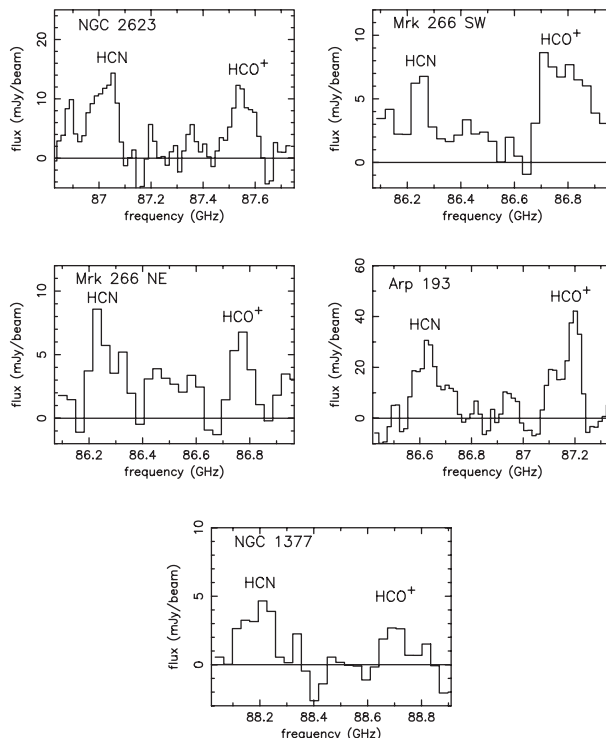 NGC 2623
HCN
HCO+
flux (mJy/beam)
0 10 20
87 87.2 87.4 87.6
frequency (GHz)
Mrk 266 SW
HCN
HCO+
flux (mJy/beam)
0 5 10
86.2 86.4 86.6 86.8
frequency (GHz)
Mrk 266 NE
HCN
HCO+
flux (mJy/beam)
0 5 10
86.2 86.4 86.6 86.8
frequency (GHz)
Arp 193
HCN
HCO+
flux (mJy/beam)
0 20 40 60
86.6 86.8 87 87.2
frequency (GHz)
NGC 1377
HCN
HCO+
flux (mJy/beam)
0 5 10
88.2 88.4 88.6 88.8
frequency (GHz)